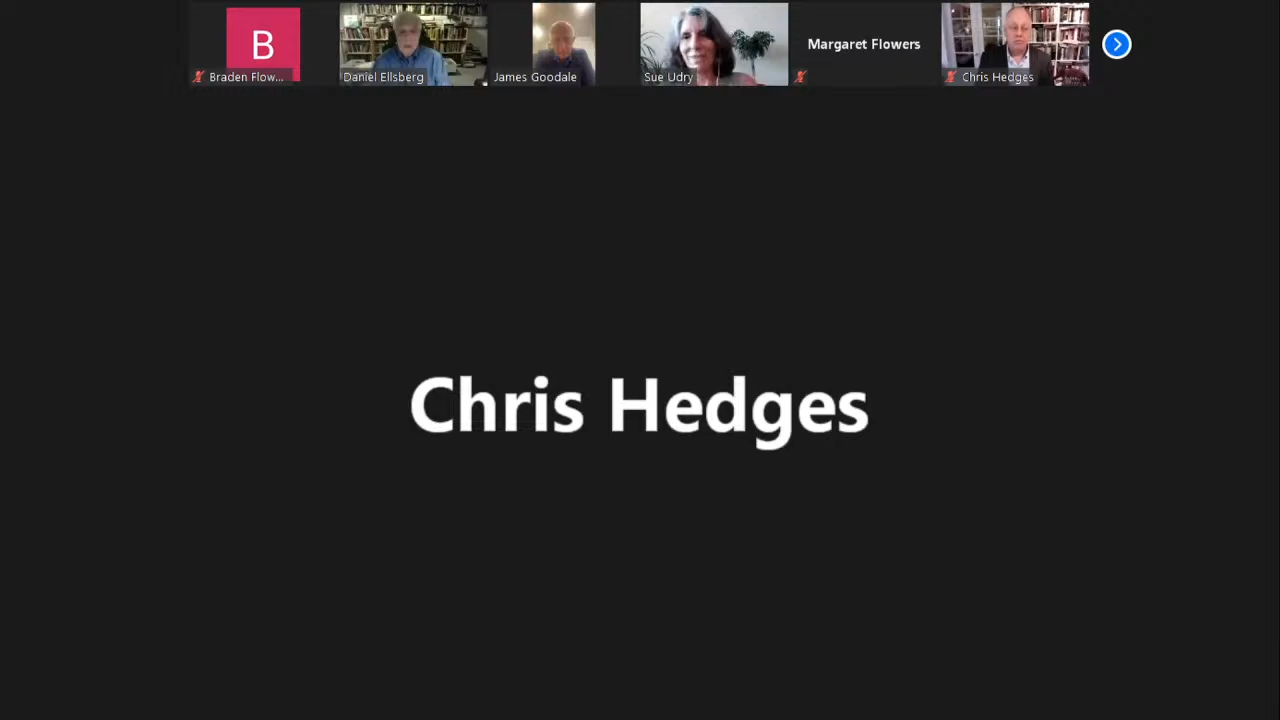 B
Braden Flow...
Daniel Ellsberg
James Goodale
Sue Udry
Margaret Flowers
Chris Hedges
Chris Hedges